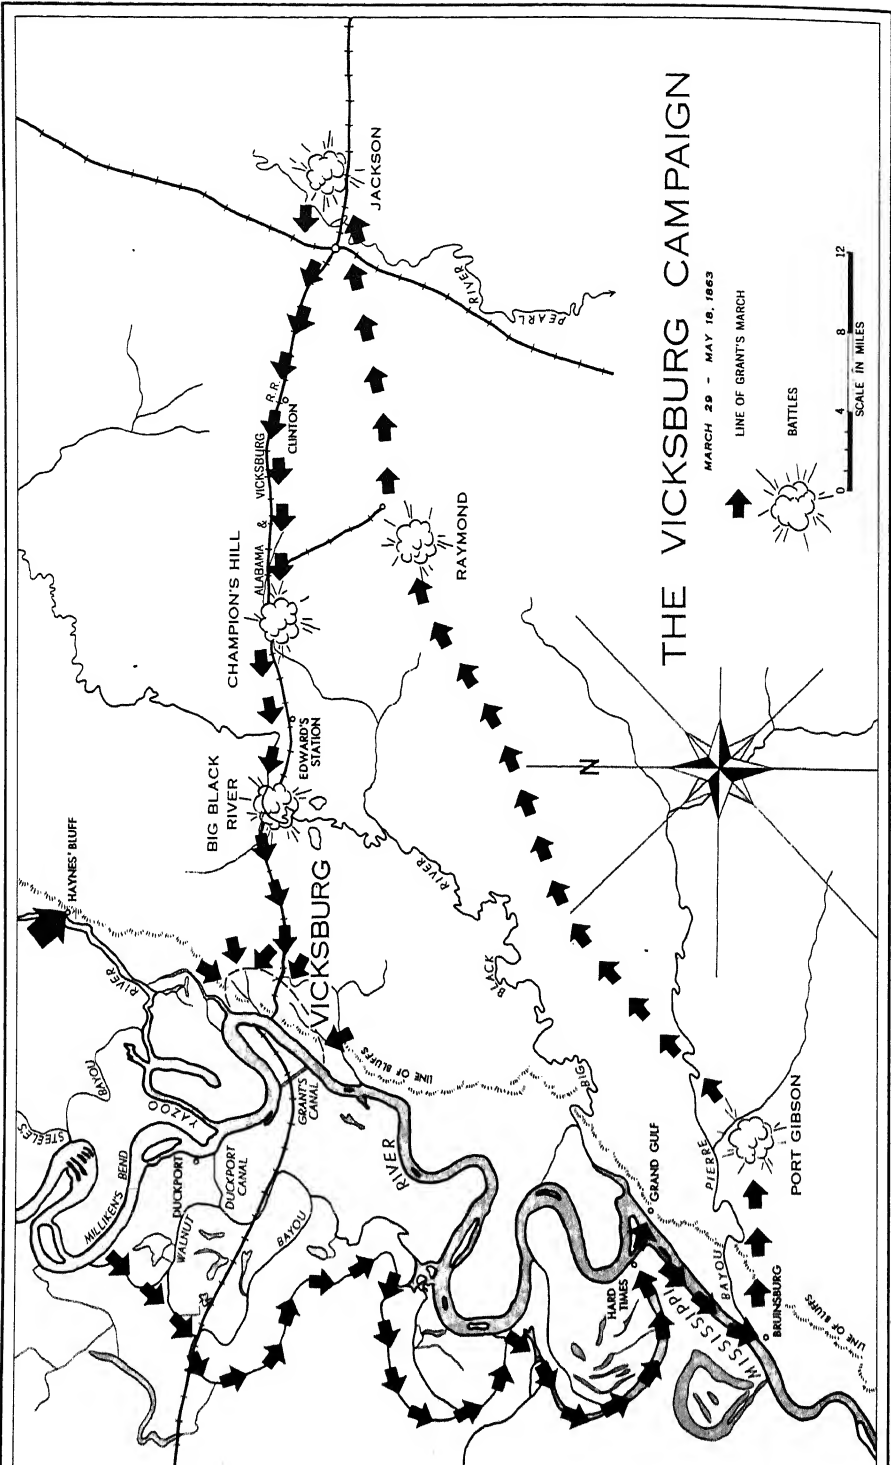 THE VICKSBURG CAMPAIGN
MARCH 29 - MAY 18, 1863
LINE OF GRANT'S MARCH
BATTLES
0 4 8 12
SCALE IN MILES
N
HAYNES' BLUFF
RIVER
STEELE'S
BAYOU
YAZOO
MILLIKEN'S BEND
DUCKPORT
DUCKPORT
CANAL
WALNUT
BAYOU
GRANT'S
CANAL
VICKSBURG
LINE OF BLUFFS
RIVER
BIG BLACK
RIVER
EDWARD'S
STATION
CHAMPION'S HILL
ALABAMA & VICKSBURG R.R.
CLINTON
JACKSON
PEARL
RIVER
RAYMOND
BIG
BLACK
RIVER
HARD
TIMES
GRAND GULF
MISSISSIPPI
BAYOU
PIERRE
PORT GIBSON
BRUINSBURG
LINE OF BLUFFS